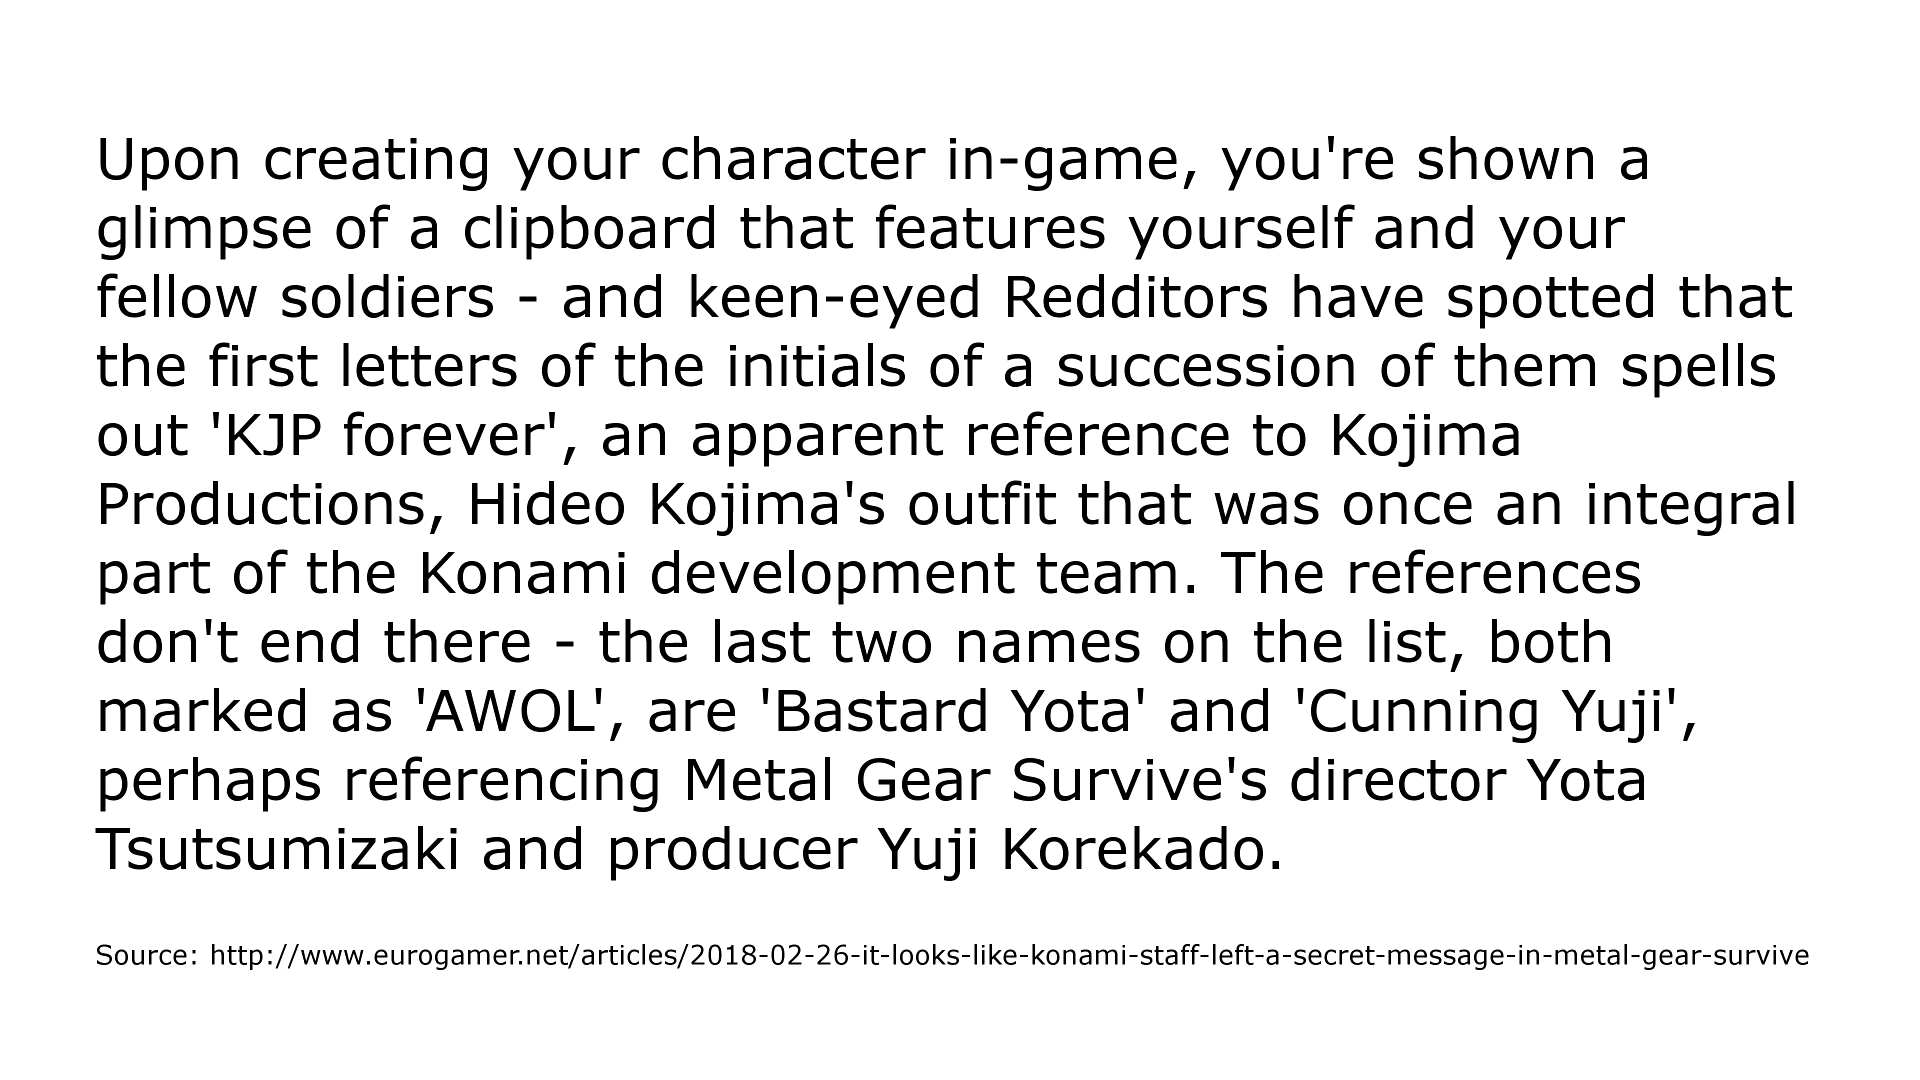 Upon creating your character in-game, you're shown a
glimpse of a clipboard that features yourself and your
fellow soldiers - and keen-eyed Redditors have spotted that
the first letters of the initials of a succession of them spells
out 'KJP forever', an apparent reference to Kojima
Productions, Hideo Kojima's outfit that was once an integral
part of the Konami development team. The references
don't end there - the last two names on the list, both
marked as 'AWOL', are 'Bastard Yota' and 'Cunning Yuji',
perhaps referencing Metal Gear Survive's director Yota
Tsutsumizaki and producer Yuji Korekado.
Source: http://www.eurogamer.net/articles/2018-02-26-it-looks-like-konami-staff-left-a-secret-message-in-metal-gear-survive